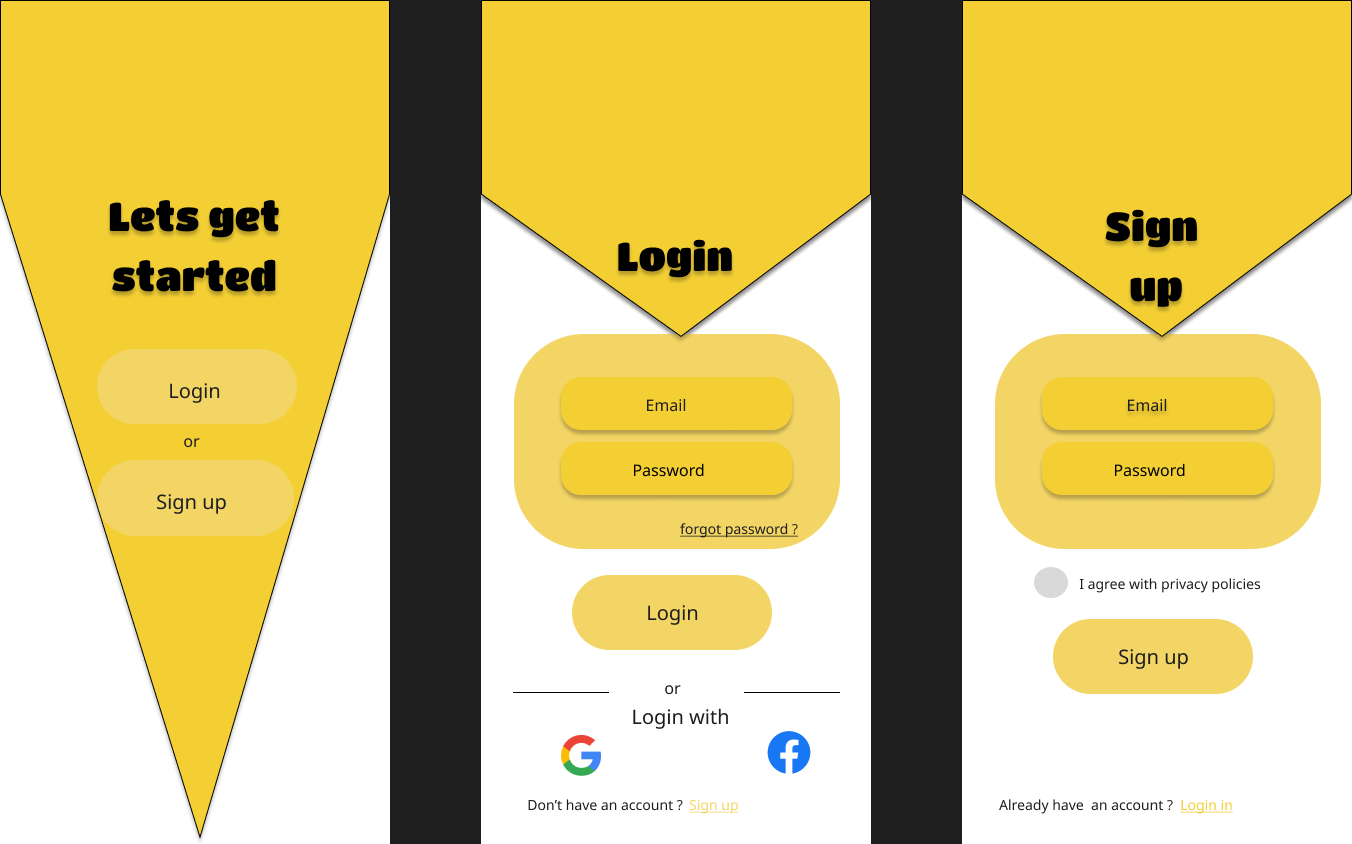 Lets get
started
Login
or
Sign up
Login
Email
Password
forgot password ?
Login
or
Login with
Don't have an account ? Sign up
Sign
up
Email
Password
I agree with privacy policies
Sign up
Already have  an account ? Login in